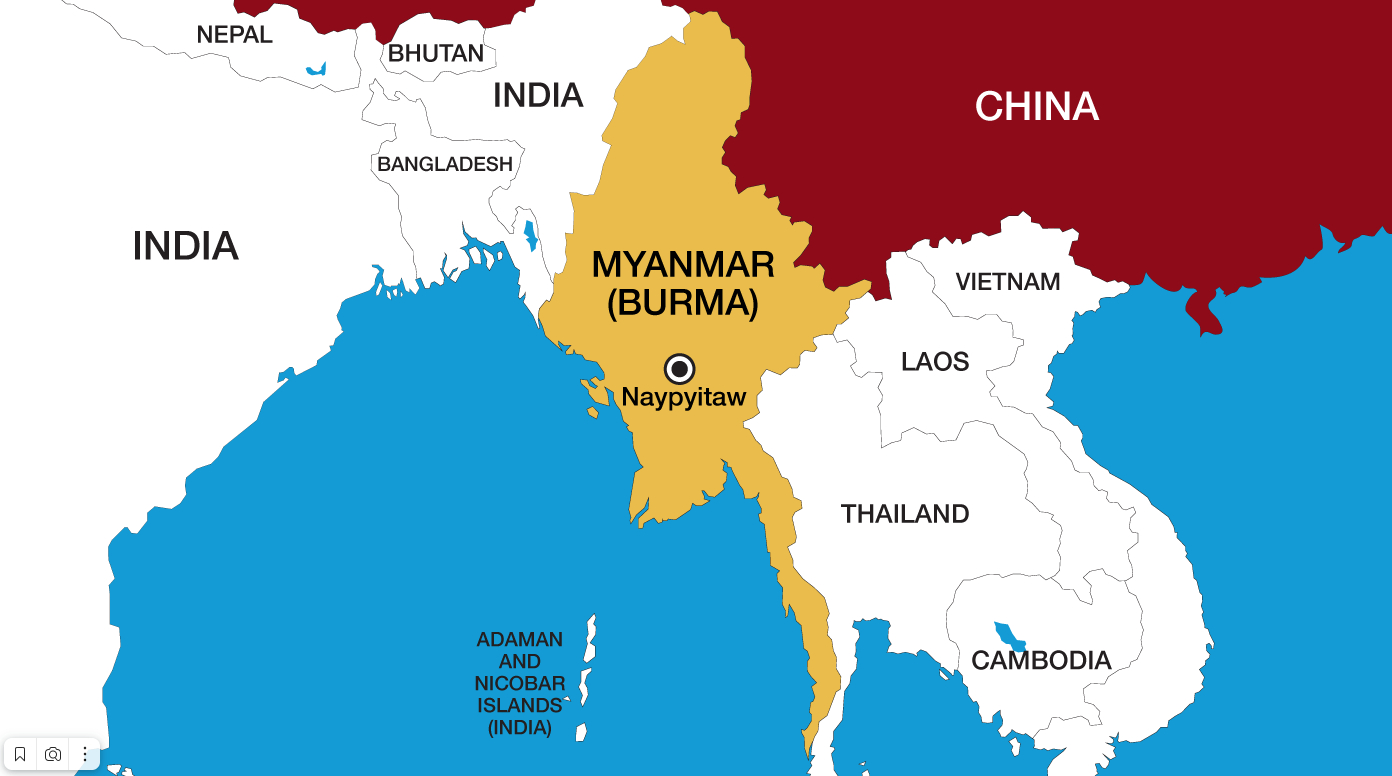 NEPAL
BHUTAN
INDIA
CHINA
BANGLADESH
INDIA
MYANMAR
(BURMA)
VIETNAM
LAOS
Naypyitaw
THAILAND
ADAMAN
AND
NICOBAR
ISLANDS
(INDIA)
CAMBODIA